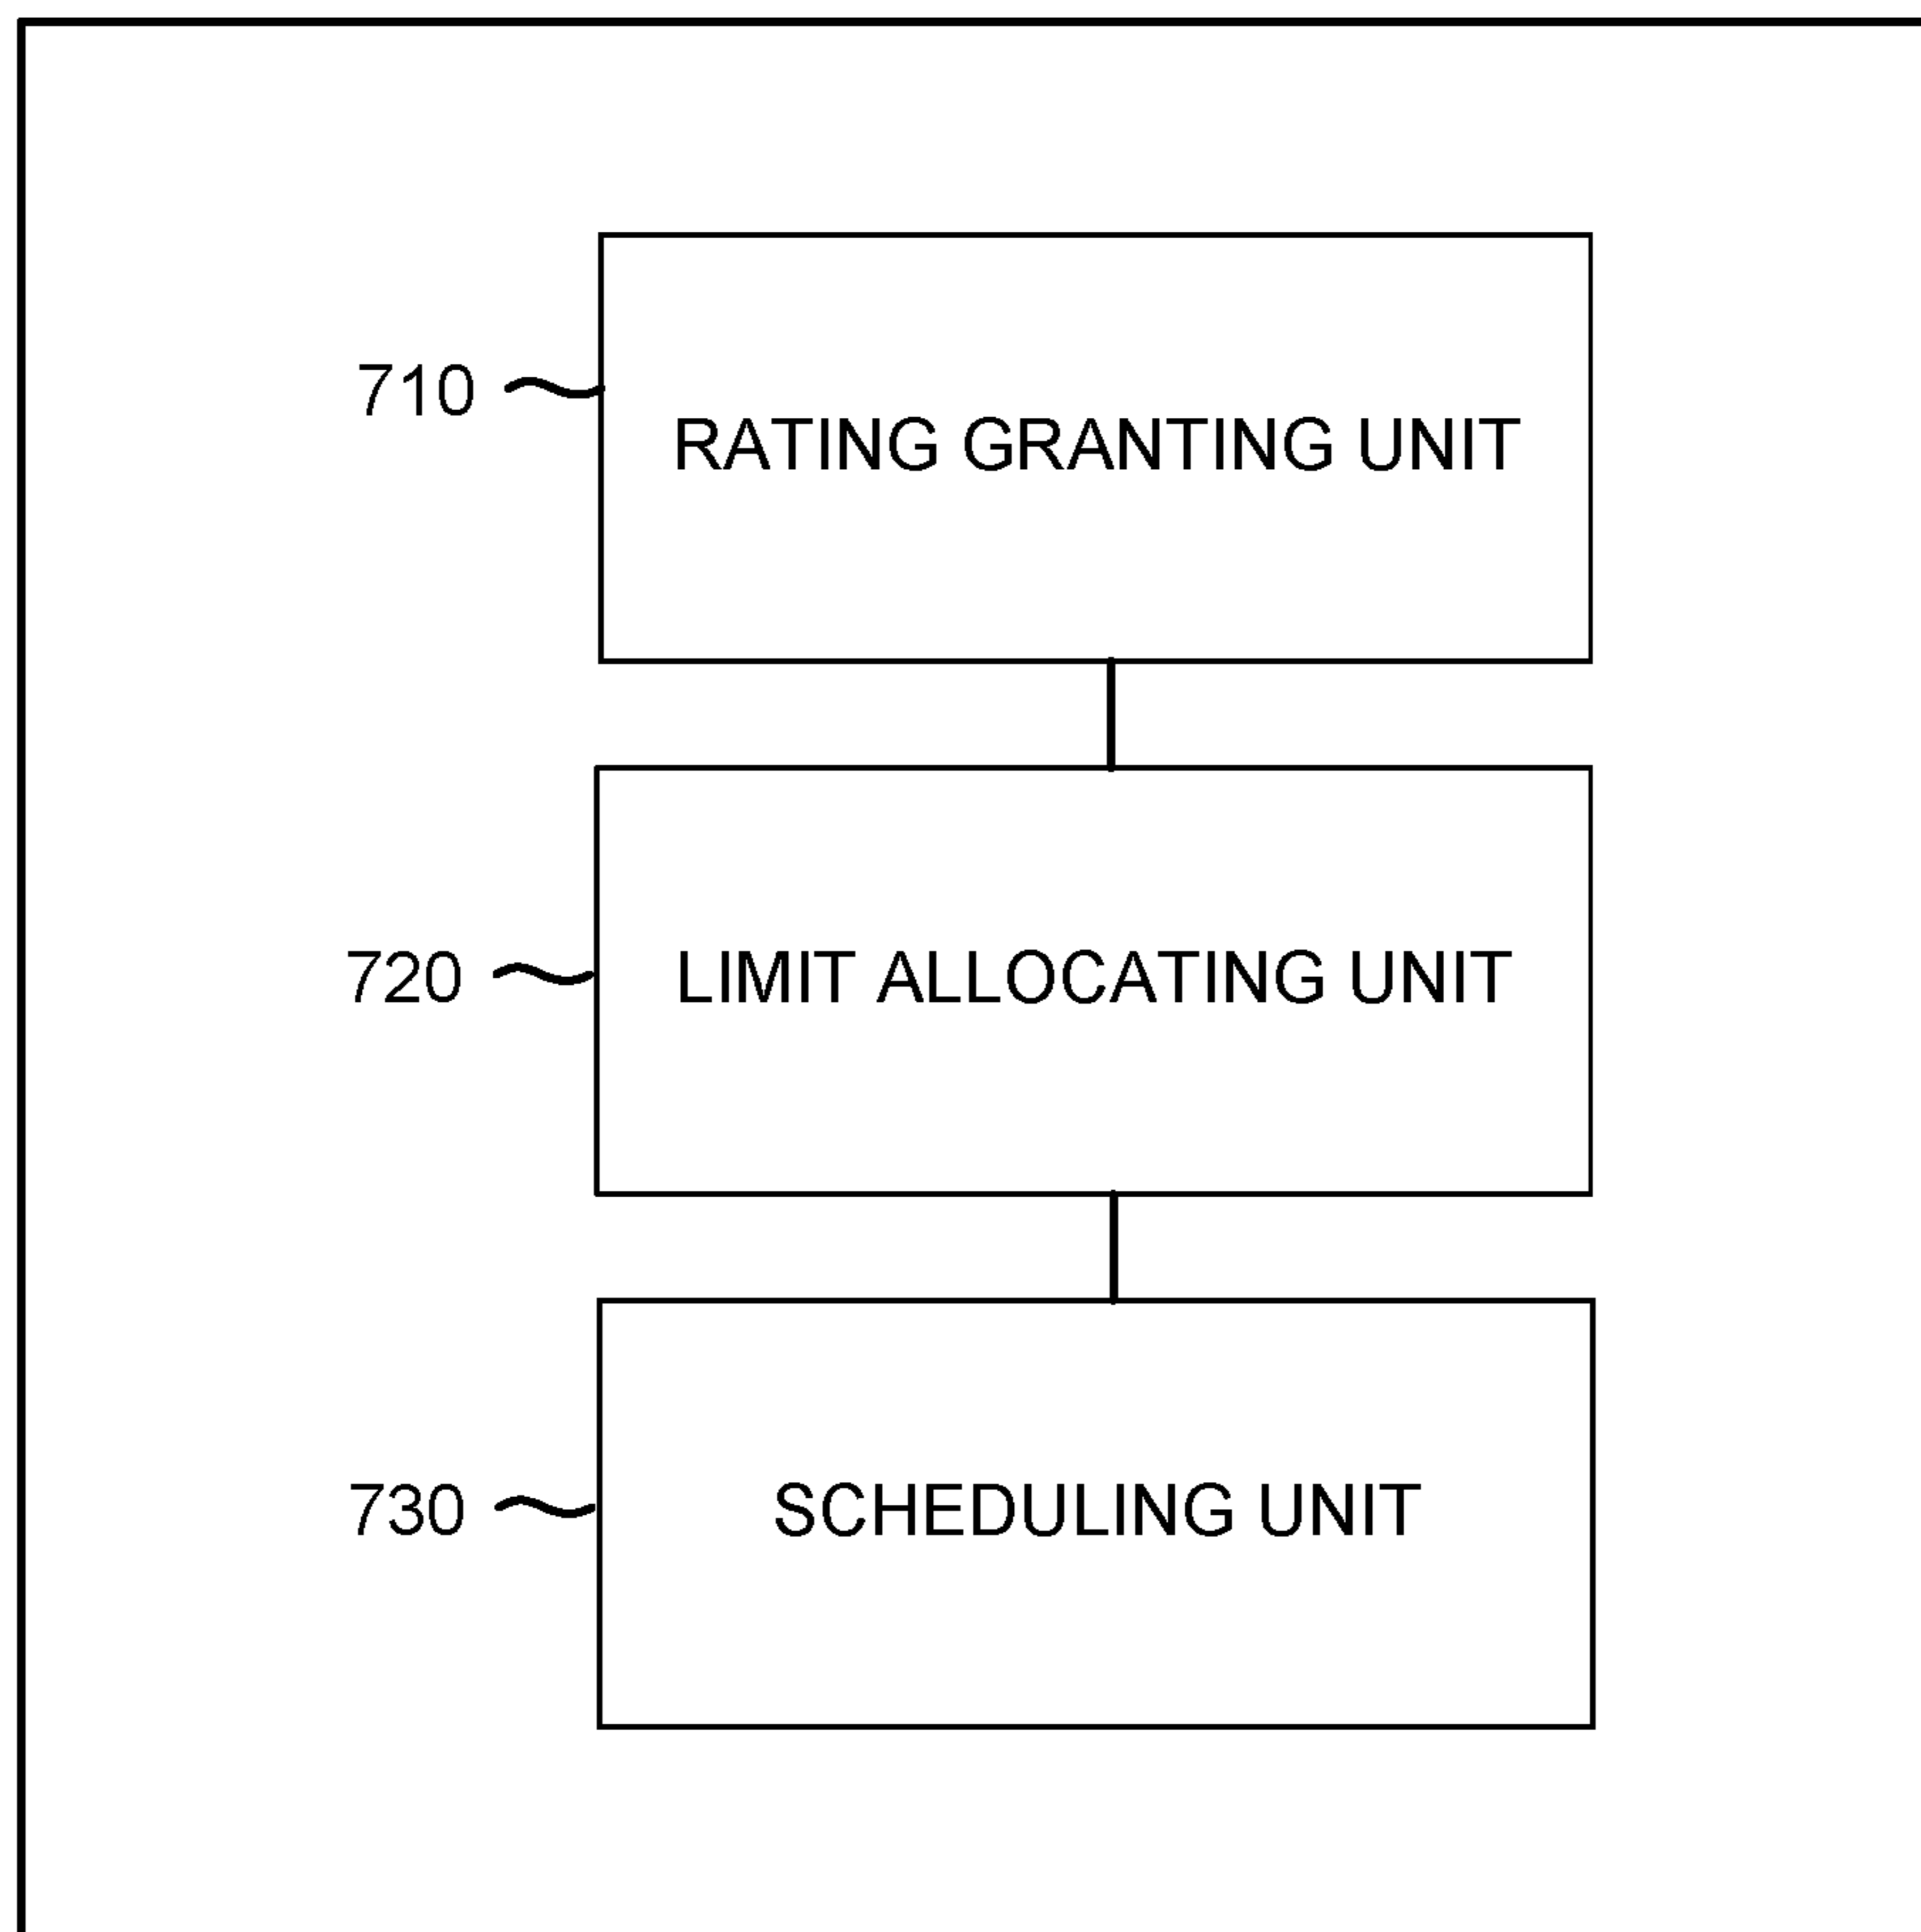 710
RATING GRANTING UNIT
720
LIMIT ALLOCATING UNIT
730
SCHEDULING UNIT